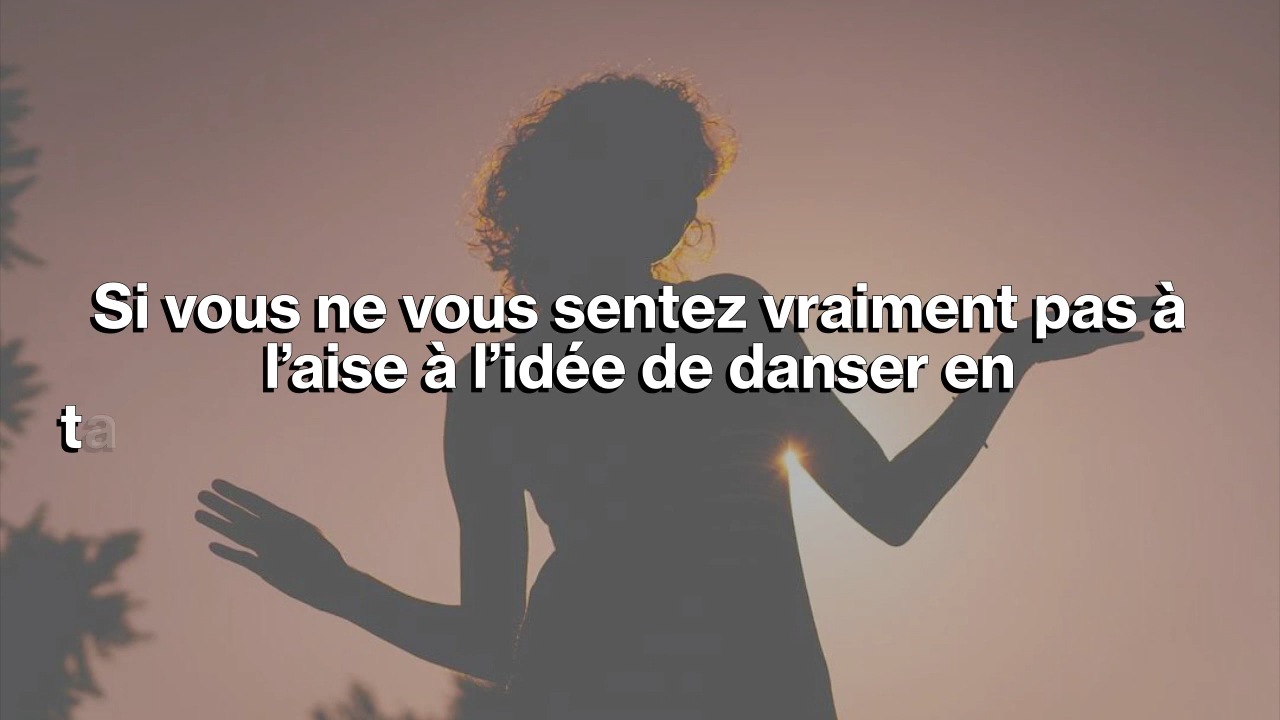 Si vous ne vous sentez vraiment pas à
l’aise à l’idée de danser en
ta